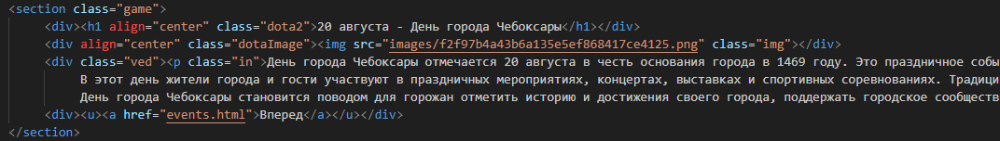 <section class="game">
<div><h1 align="center" class="dota2">20 августа - День города Чебоксары</h1></div>
<div align="center" class="dotaImage"><img src="images/f2f97b4a43b6a135e5ef868417ce4125.png" class="img"></div>
<div class="ved"><p class="in">День города Чебоксары отмечается 20 августа в честь основания города в 1469 году. Это праздничное собы
В этот день жители города и гости участвуют в праздничных мероприятиях, концертах, выставках и спортивных соревнованиях. Традици
День города Чебоксары становится поводом для горожан отметить историю и достижения своего города, поддержать городское сообществ
<div><u><a href="events.html">Вперед</a></u></div>
</section>